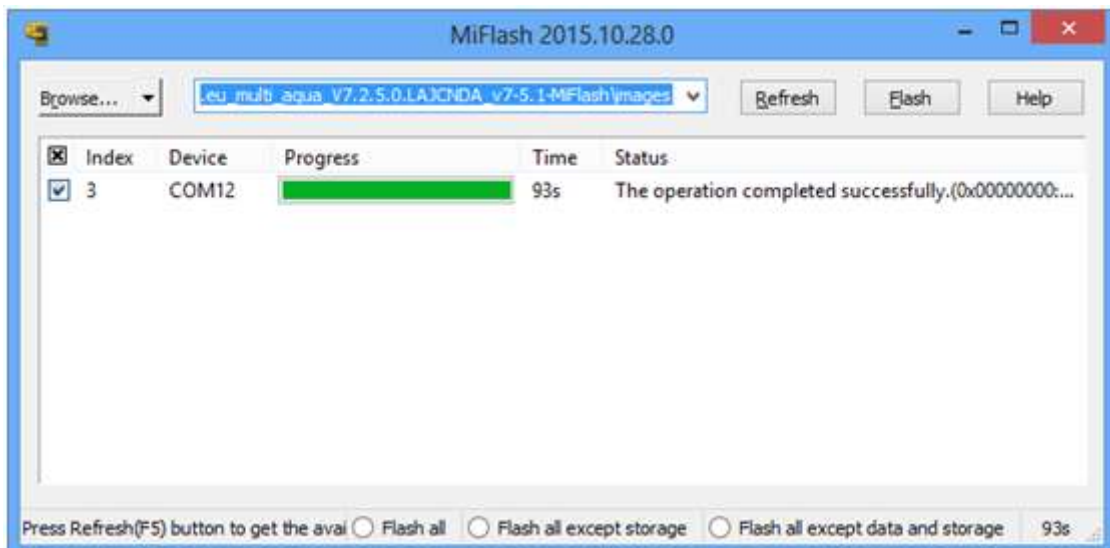 MiFlash 2015.10.28.0
Browse... .eu_multi_aqua_V7.2.5.0.LAJCNDA_v7-5.1-MiFlash\images Refresh Flash Help
Index Device Progress Time Status
3 COM12 93s The operation completed successfully.(0x00000000:...
Press Refresh(F5) button to get the avai Flash all Flash all except storage Flash all except data and storage 93s